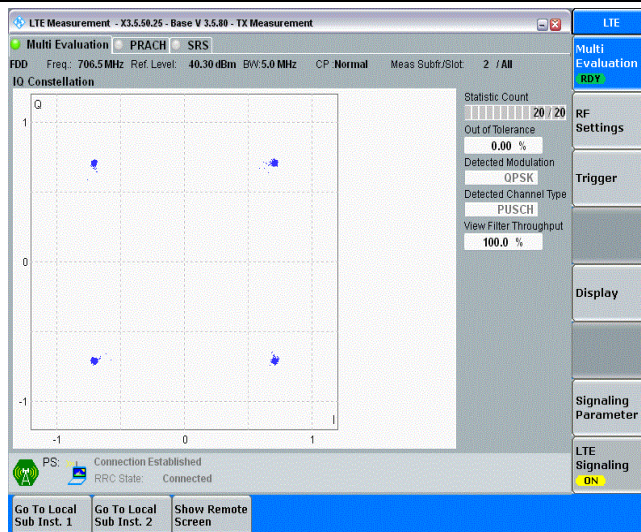 LTE Measurement - X3.5.50.25 - Base V 3.5.80 - TX Measurement
LTE
Multi Evaluation PRACH SRS
Multi Evaluation
RDY
FDD Freq.: 706.5 MHz Ref. Level: 40.30 dBm BW: 5.0 MHz CP : Normal Meas Subfr./Slot: 2 / All
IQ Constellation
Q
1
0
-1
-1 0 1
I
Statistic Count
20 / 20
Out of Tolerance
0.00 %
Detected Modulation
QPSK
Detected Channel Type
PUSCH
View Filter Throughput
100.0 %
RF
Settings
Trigger
Display
Signaling
Parameter
LTE
Signaling
ON
PS: Connection Established
RRC State: Connected
Go To Local
Sub Inst. 1
Go To Local
Sub Inst. 2
Show Remote
Screen